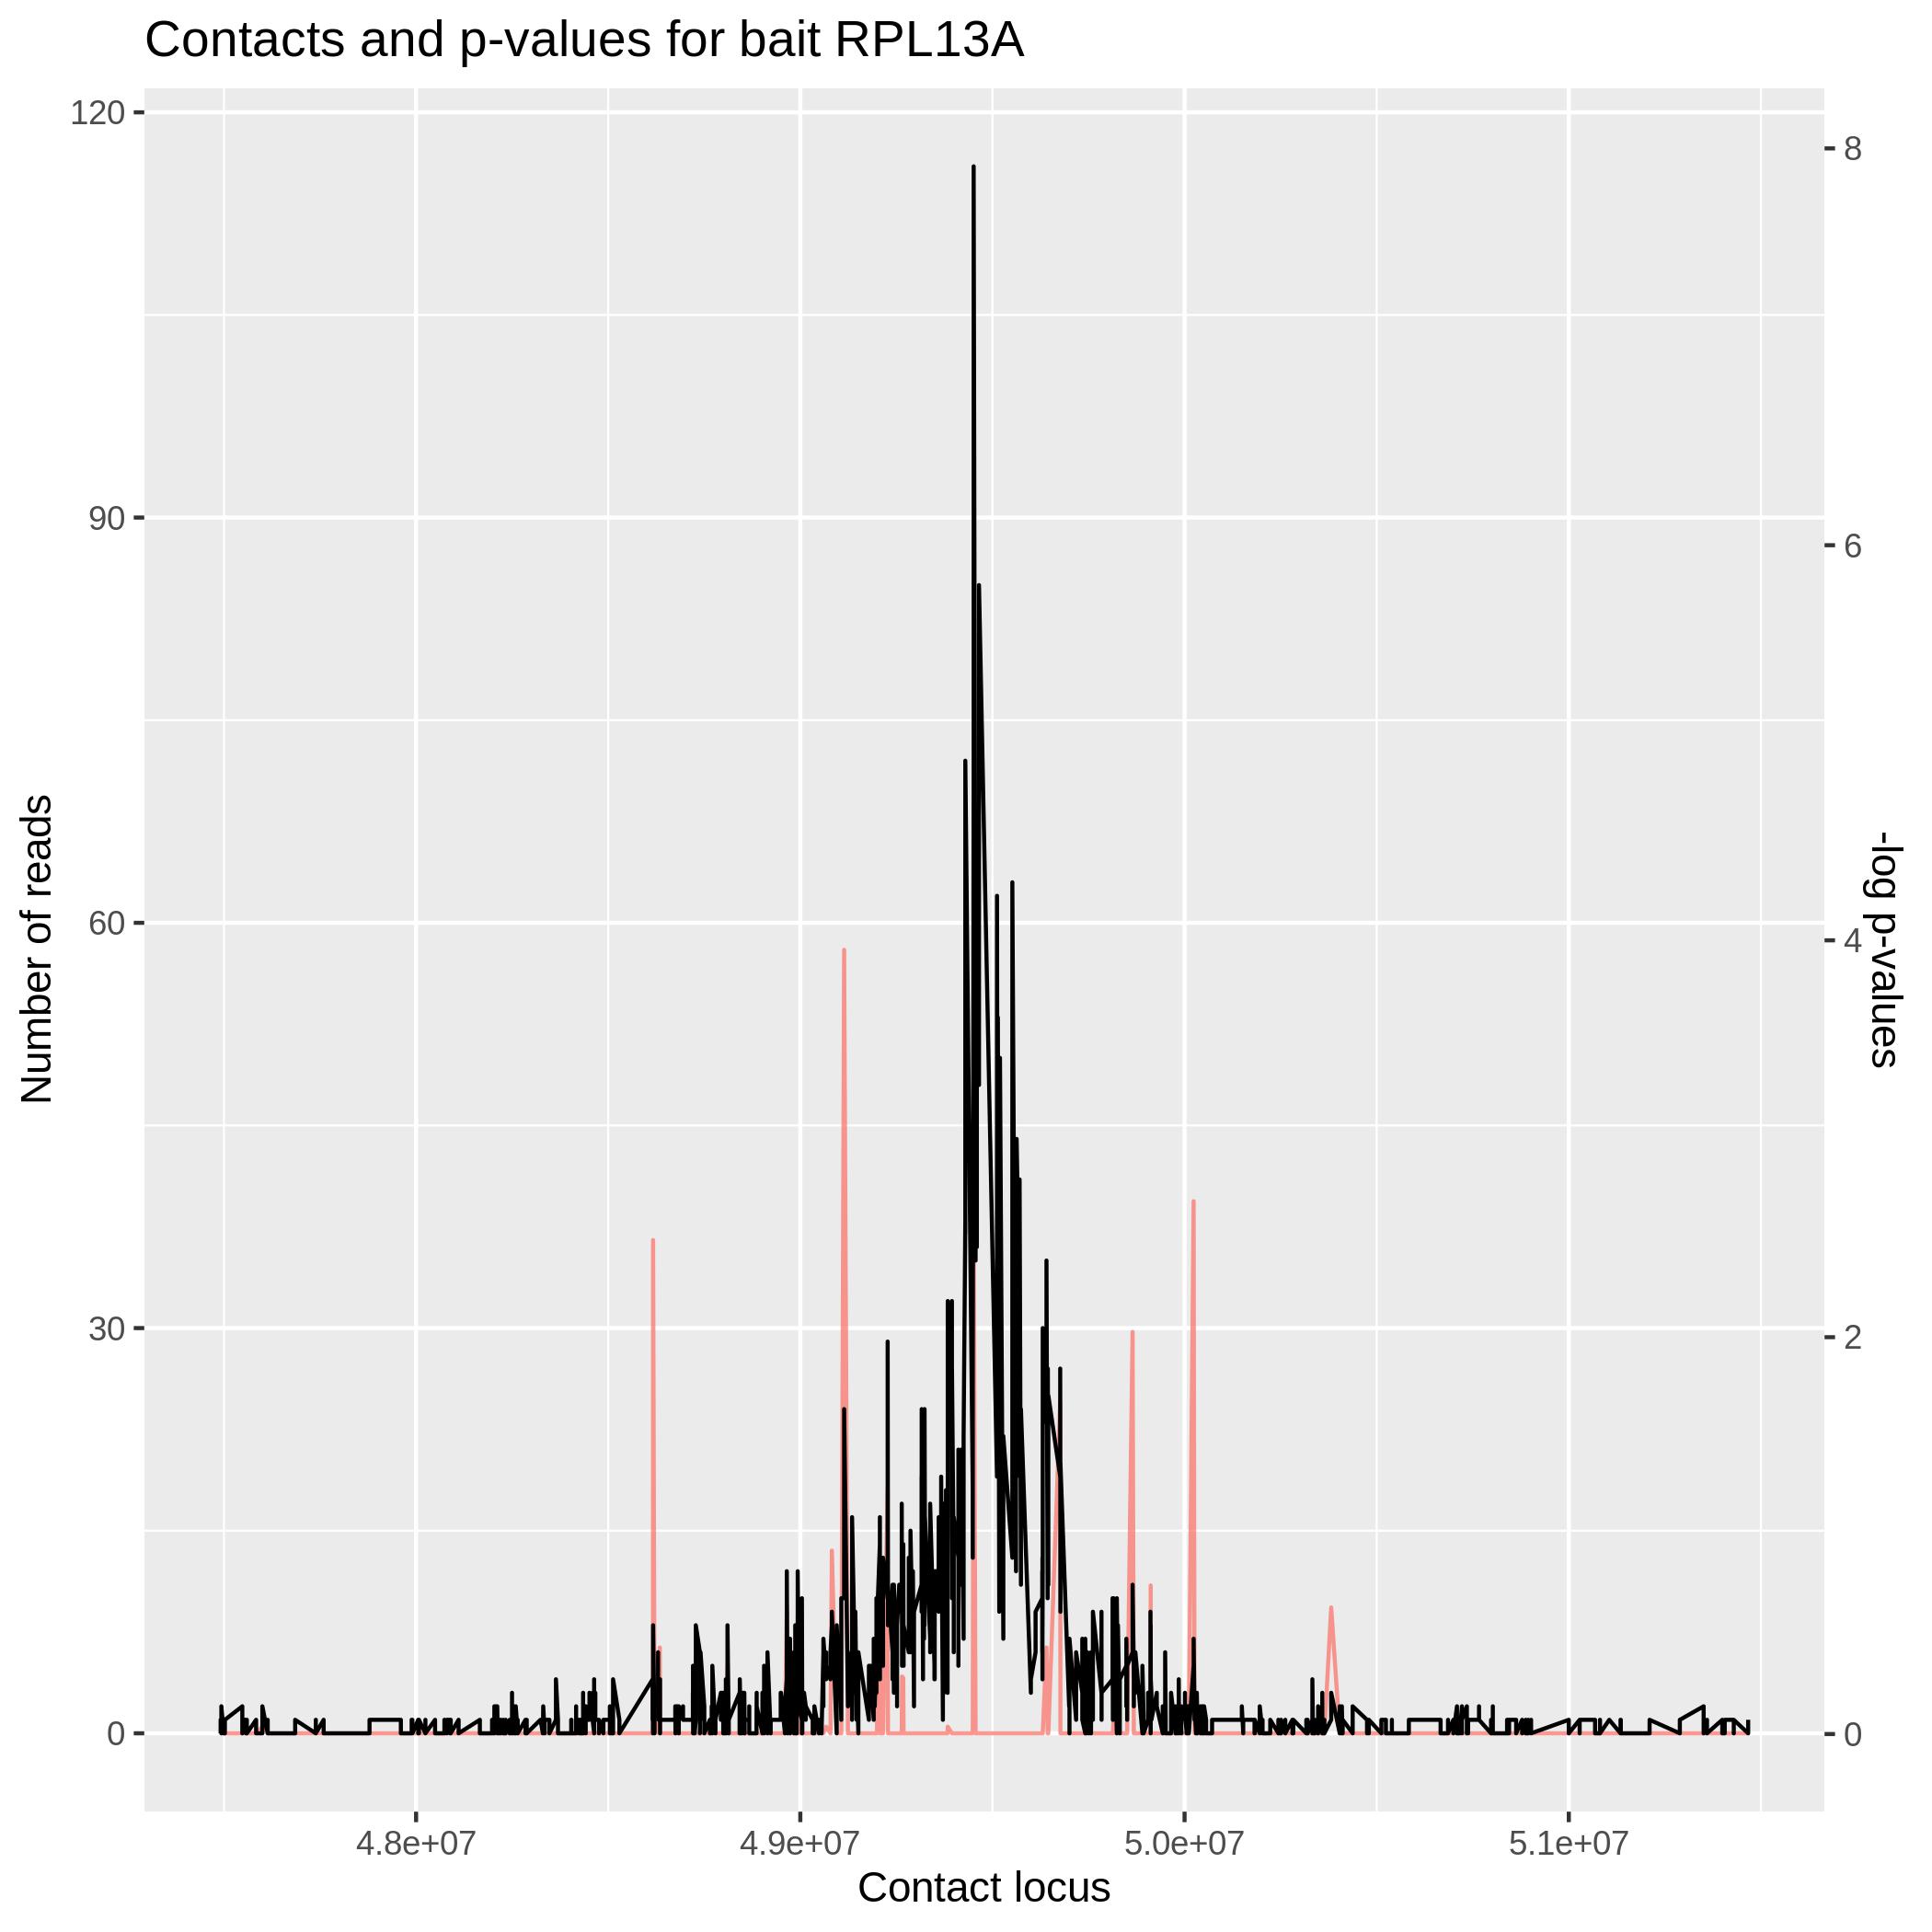 Contacts and p-values for bait RPL13A
120
90
60
30
0
Number of reads
8
6
4
2
0
-log p-values
4.8e+07
4.9e+07
5.0e+07
5.1e+07
Contact locus